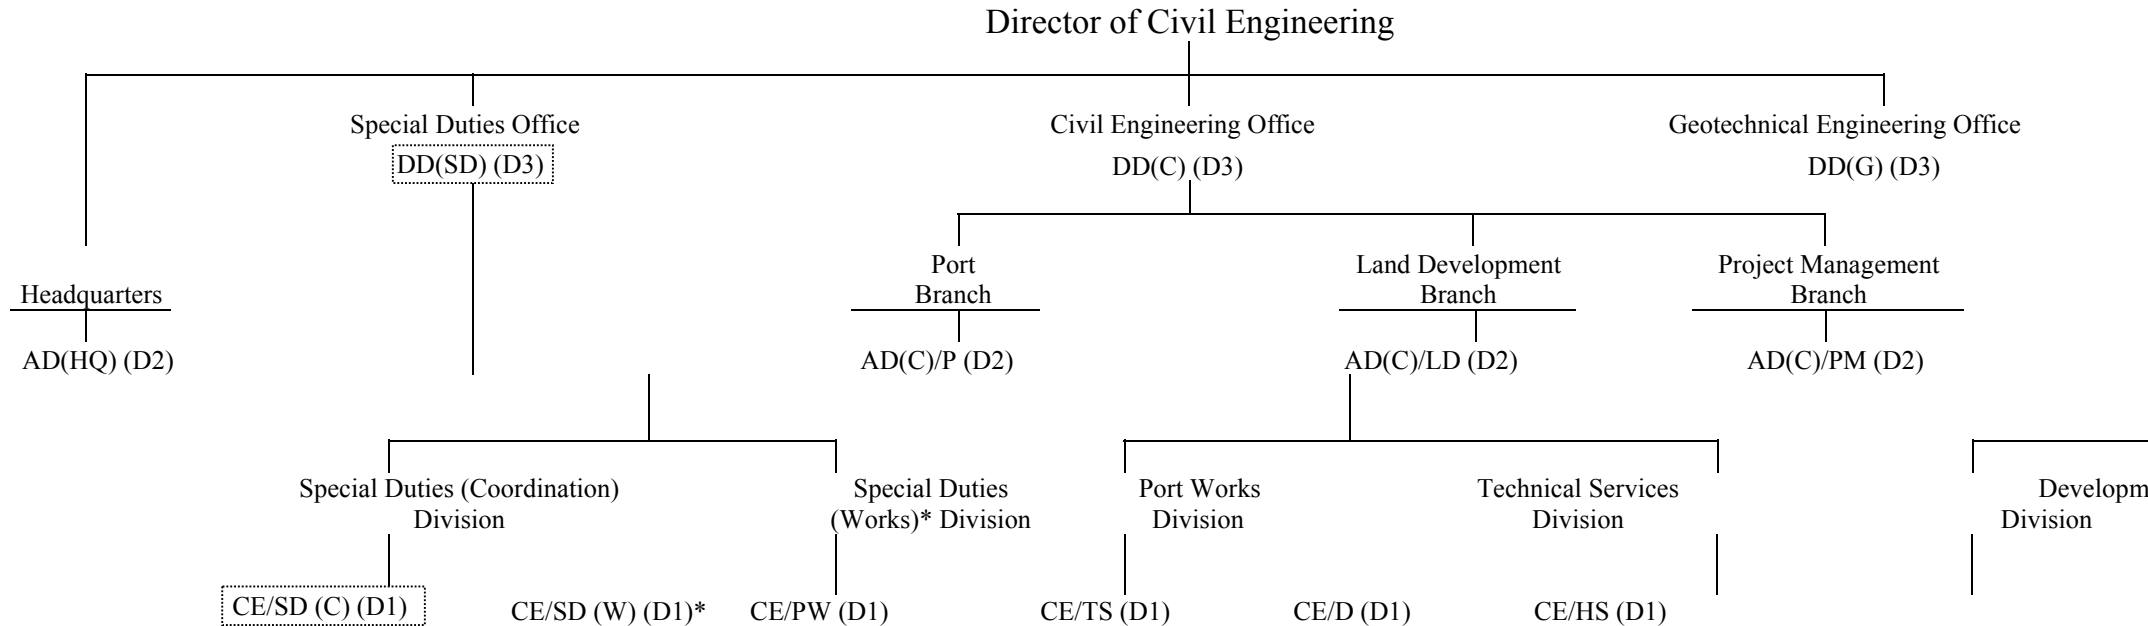 Director of Civil Engineering
Special Duties Office
Civil Engineering Office
Geotechnical Engineering Office
DD(SD) (D3)
DD(C) (D3)
DD(G) (D3)
Port
Branch
Land Development
Branch
Project Management
Branch
Headquarters
AD(HQ) (D2)
AD(C)/P (D2)
AD(C)/LD (D2)
AD(C)/PM (D2)
Special Duties (Coordination)
Division
Special Duties
(Works)* Division
Port Works
Division
Technical Services
Division
Developm
Division
CE/SD (C) (D1)
CE/SD (W) (D1)*
CE/PW (D1)
CE/TS (D1)
CE/D (D1)
CE/HS (D1)